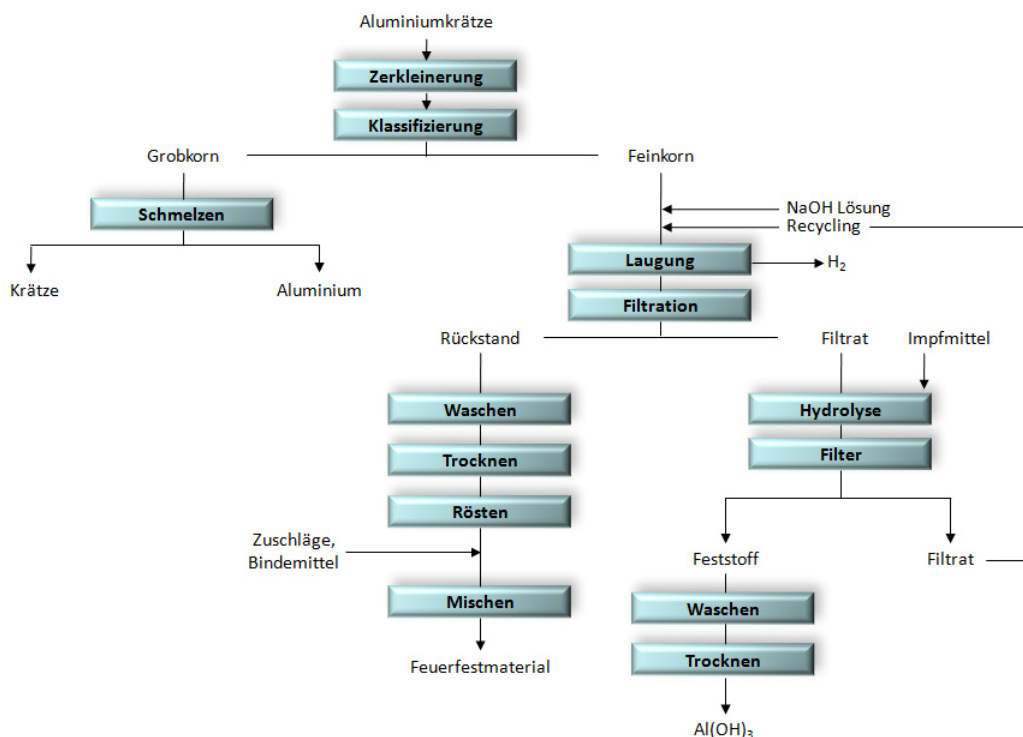 Aluminiumkrätze
Zerkleinerung
Klassifizierung
Grobkorn
Feinkorn
Schmelzen
NaOH Lösung
Recycling
Laugung
H₂
Krätze
Aluminium
Filtration
Rückstand
Filtrat
Impfmittel
Waschen
Hydrolyse
Trocknen
Filter
Rösten
Zuschläge,
Bindemittel
Feststoff
Filtrat
Mischen
Waschen
Feuerfestmaterial
Trocknen
Al(OH)₃